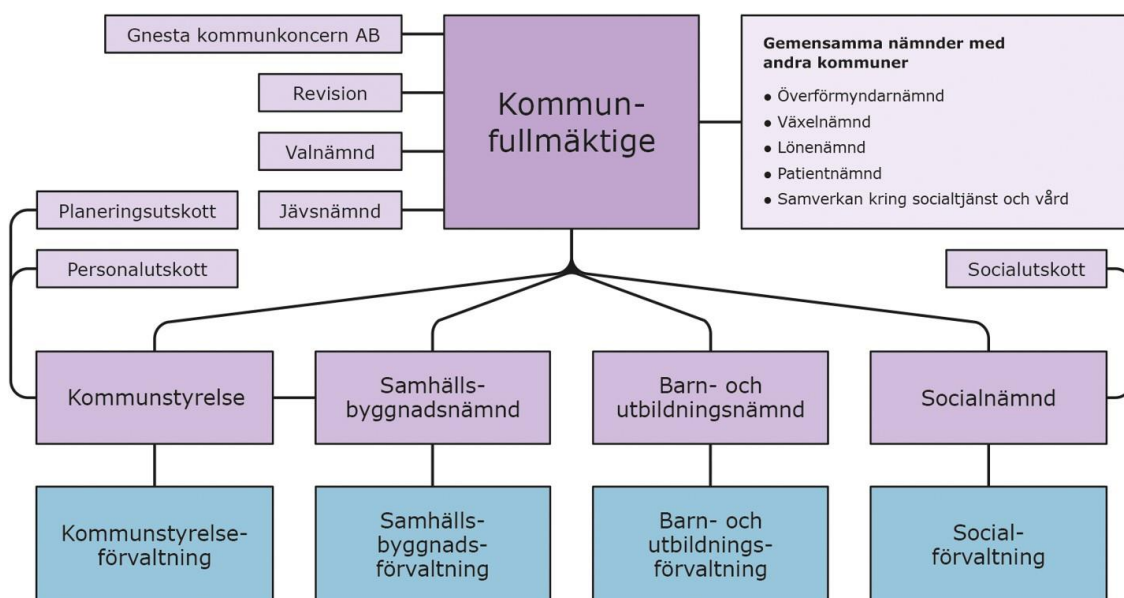 Gnesta kommunkoncern AB
Revision
Valnämnd
Jävsnämnd
Kommun-
fullmäktige
Gemensamma nämnder med
andra kommuner
● Överförmyndarnämnd
● Växelnämnd
● Lönenämnd
● Patientnämnd
● Samverkan kring socialtjänst och vård
Planeringsutskott
Personalutskott
Socialutskott
Kommunstyrelse
Samhälls-
byggnadsnämnd
Barn- och
utbildningsnämnd
Socialnämnd
Kommunstyrelse-
förvaltning
Samhälls-
byggnads-
förvaltning
Barn- och
utbildnings-
förvaltning
Social-
förvaltning